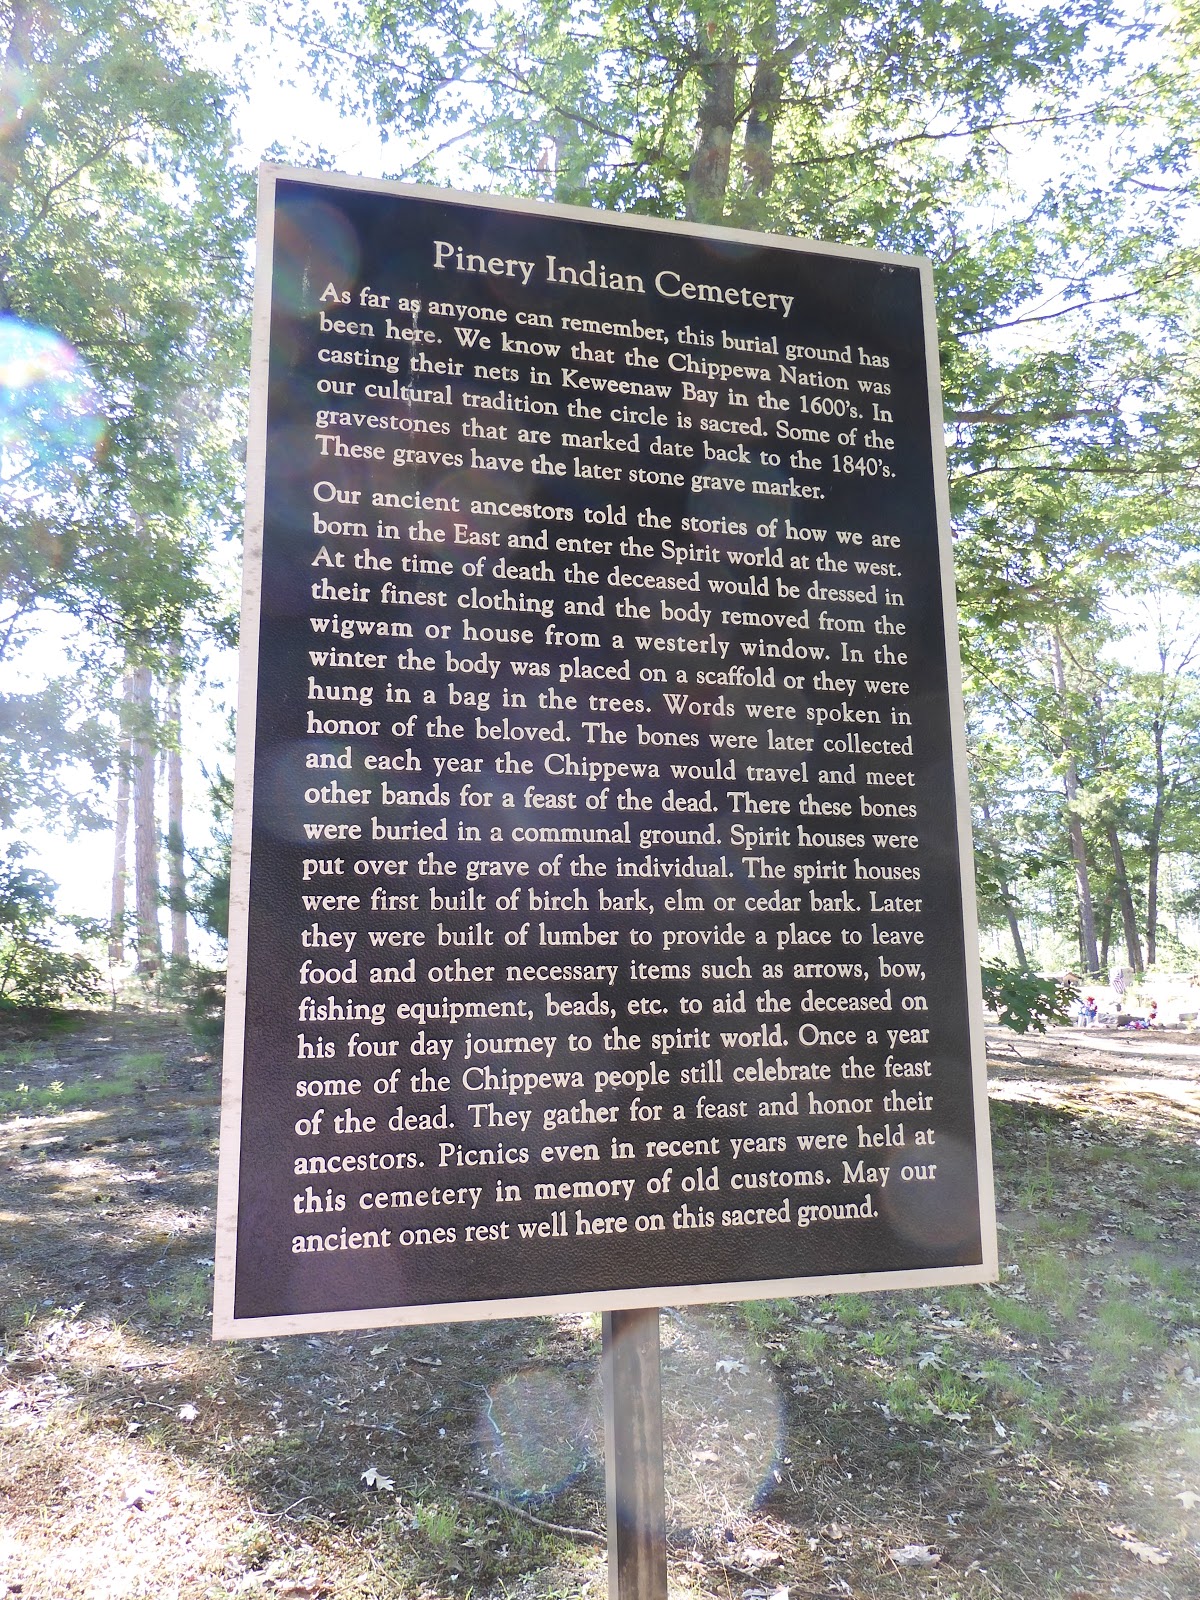 Pinery Indian Cemetery
As far as anyone can remember, this burial ground has
been here. We know that the Chippewa Nation was
casting their nets in Keweenaw Bay in the 1600's. In
our cultural tradition the circle is sacred. Some of the
gravestones that are marked date back to the 1840's.
These graves have the later stone grave marker.
Our ancient ancestors told the stories of how we are
born in the East and enter the Spirit world at the west.
At the time of death the deceased would be dressed in
their finest clothing and the body removed from the
wigwam or house from a westerly window. In the
winter the body was placed on a scaffold or they were
hung in a bag in the trees. Words were spoken in
honor of the beloved. The bones were later collected
and each year the Chippewa would travel and meet
other bands for a feast of the dead. There these bones
were buried in a communal ground. Spirit houses were
put over the grave of the individual. The spirit houses
were first built of birch bark, elm or cedar bark. Later
they were built of lumber to provide a place to leave
food and other necessary items such as arrows, bow,
fishing equipment, beads, etc. to aid the deceased on
his four day journey to the spirit world. Once a year
some of the Chippewa people still celebrate the feast
of the dead. They gather for a feast and honor their
ancestors. Picnics even in recent years were held at
this cemetery in memory of old customs. May our
ancient ones rest well here on this sacred ground.